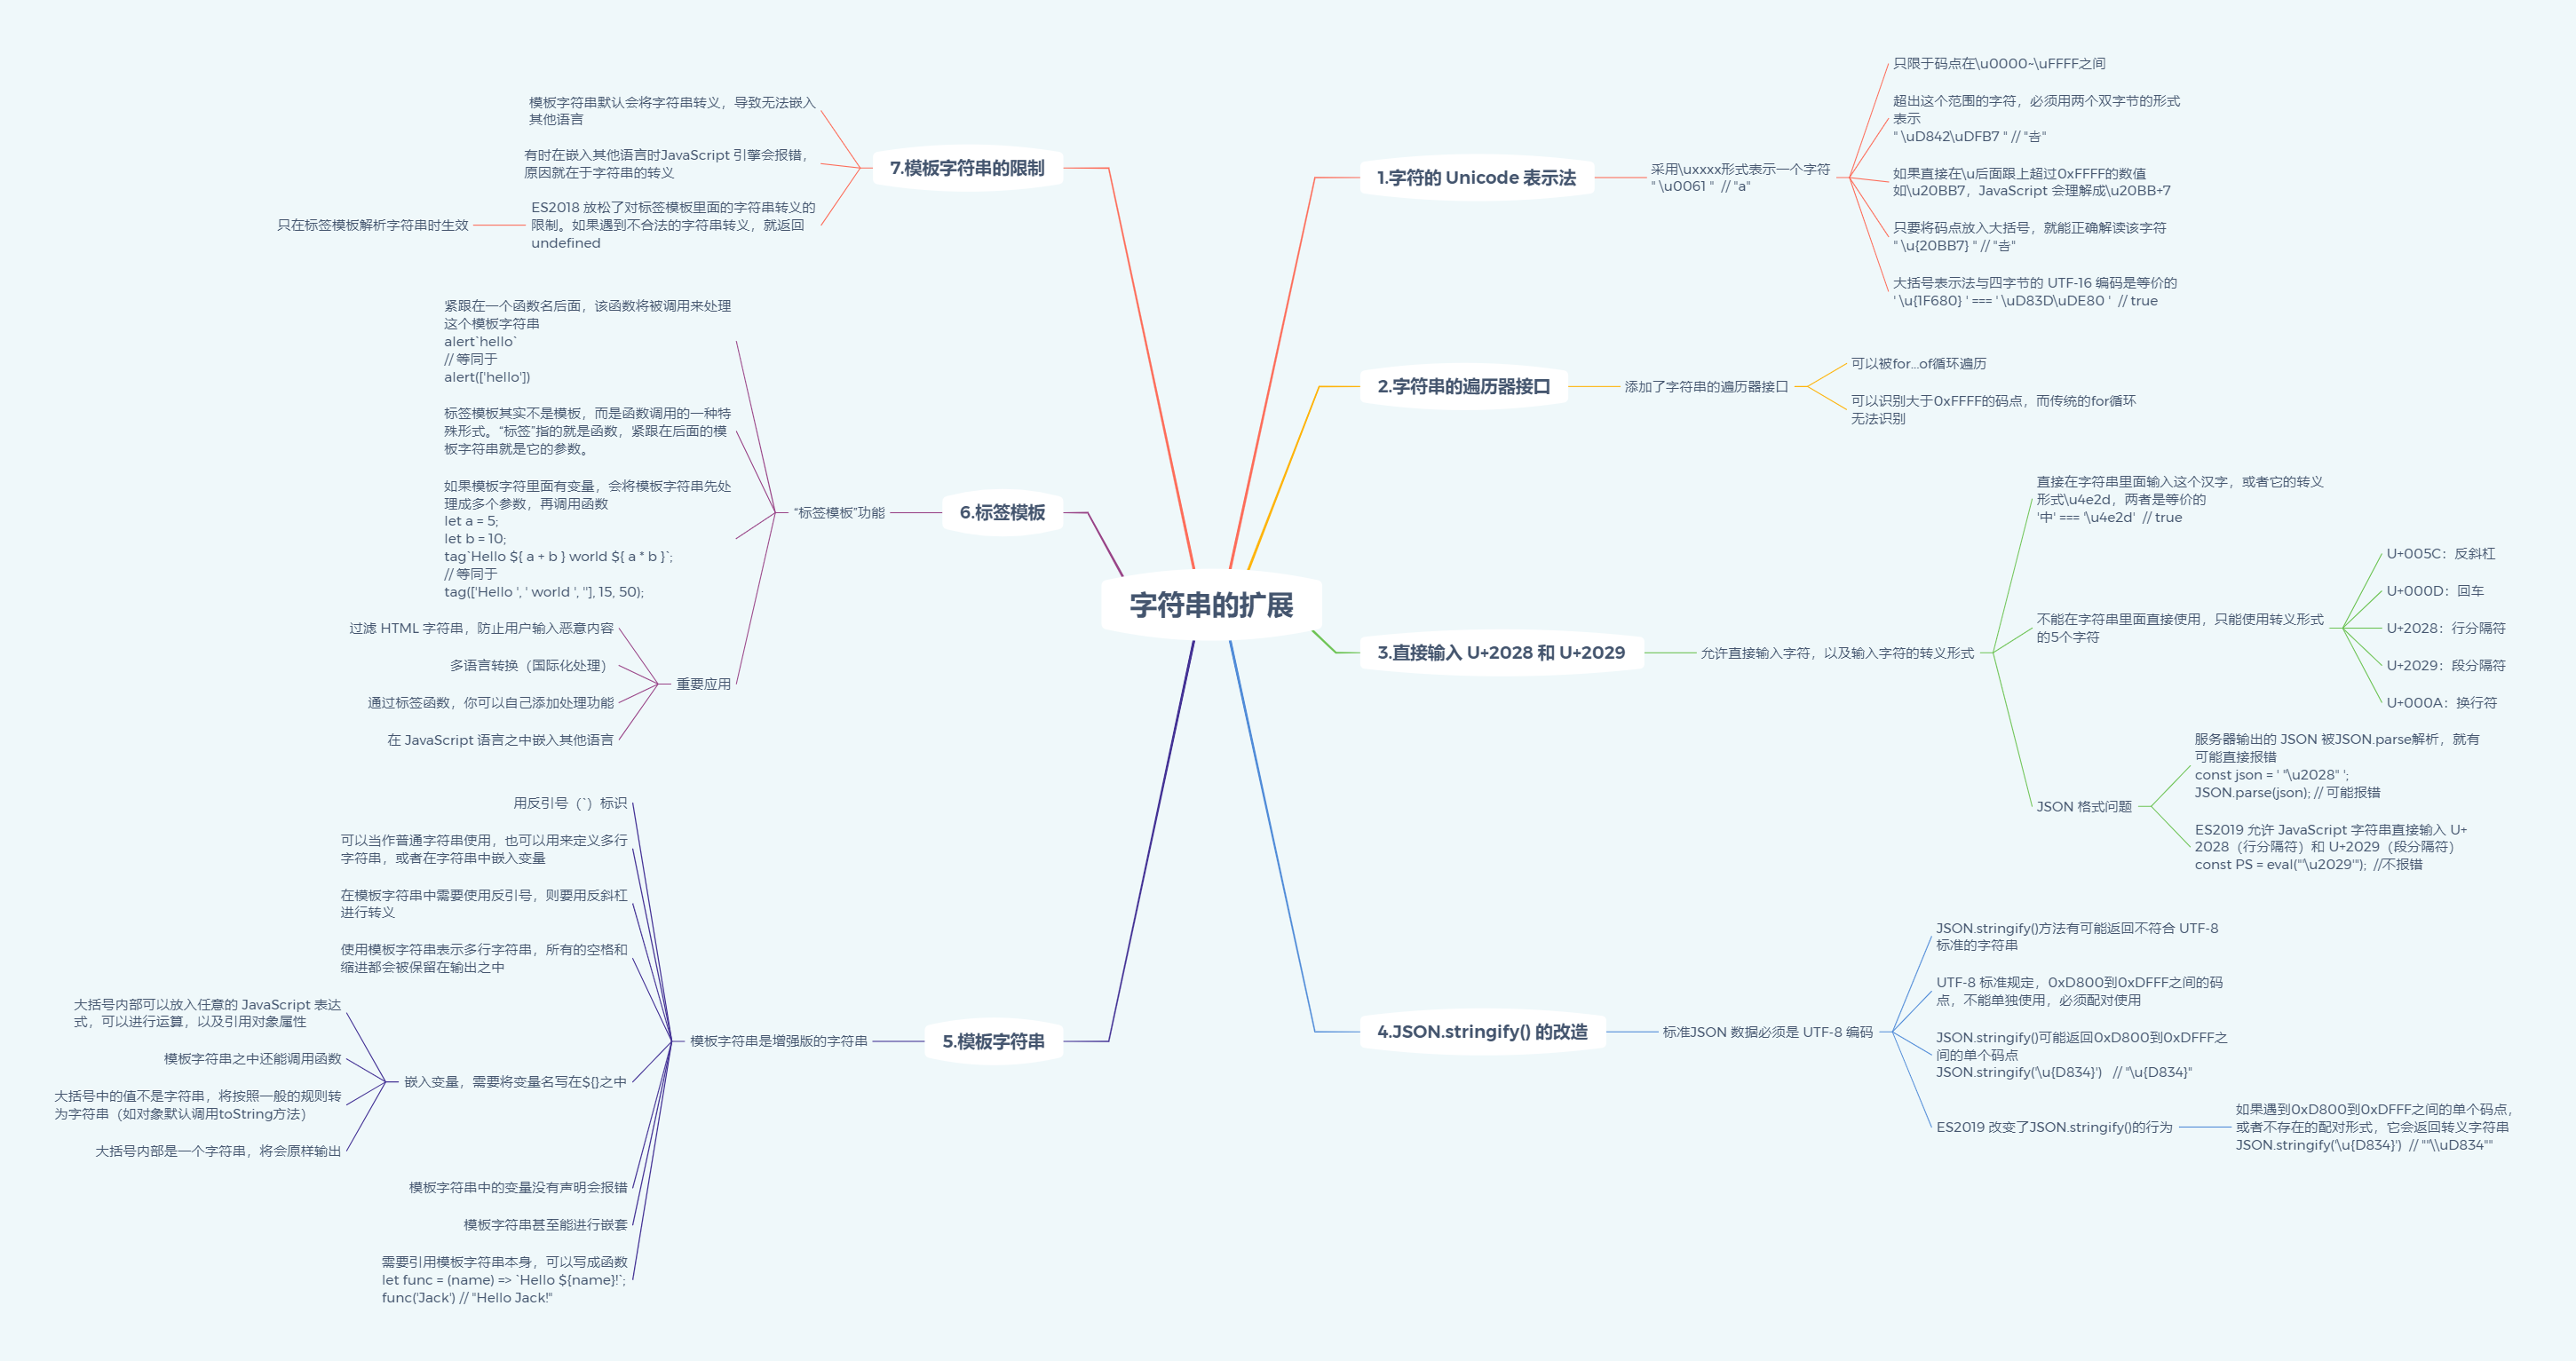 字符串的扩展
1.字符的 Unicode 表示法
采用\uxxxx形式表示一个字符
" \u0061 "  // "a"
只限于码点在\u0000~\uFFFF之间
超出这个范围的字符，必须用两个双字节的形式
表示
" \uD842\uDFB7 " // "𠮷"
如果直接在\u后面跟上超过0xFFFF的数值
如\u20BB7，JavaScript 会理解成\u20BB+7
只要将码点放入大括号，就能正确解读该字符
" \u{20BB7} " // "𠮷"
大括号表示法与四字节的 UTF-16 编码是等价的
' \u{1F680} ' === ' \uD83D\uDE80 '  // true
2.字符串的遍历器接口
添加了字符串的遍历器接口
可以被for...of循环遍历
可以识别大于0xFFFF的码点，而传统的for循环
无法识别
3.直接输入 U+2028 和 U+2029
允许直接输入字符，以及输入字符的转义形式
直接在字符串里面输入这个汉字，或者它的转义
形式\u4e2d，两者是等价的
'中' === '\u4e2d'  // true
不能在字符串里面直接使用，只能使用转义形式
的5个字符
U+005C：反斜杠
U+000D：回车
U+2028：行分隔符
U+2029：段分隔符
U+000A：换行符
JSON 格式问题
服务器输出的 JSON 被JSON.parse解析，就有
可能直接报错
const json = ' "\u2028" ';
JSON.parse(json); // 可能报错
ES2019 允许 JavaScript 字符串直接输入 U+
2028（行分隔符）和 U+2029（段分隔符）
const PS = eval("'\u2029'");  //不报错
4.JSON.stringify() 的改造
标准JSON 数据必须是 UTF-8 编码
JSON.stringify()方法有可能返回不符合 UTF-8
标准的字符串
UTF-8 标准规定，0xD800到0xDFFF之间的码
点，不能单独使用，必须配对使用
JSON.stringify()可能返回0xD800到0xDFFF之
间的单个码点
JSON.stringify('\u{D834}')   // "\u{D834}"
ES2019 改变了JSON.stringify()的行为
如果遇到0xD800到0xDFFF之间的单个码点，
或者不存在的配对形式，它会返回转义字符串
JSON.stringify('\u{D834}')  // ""\\uD834""
5.模板字符串
模板字符串是增强版的字符串
用反引号（`）标识
可以当作普通字符串使用，也可以用来定义多行
字符串，或者在字符串中嵌入变量
在模板字符串中需要使用反引号，则要用反斜杠
进行转义
使用模板字符串表示多行字符串，所有的空格和
缩进都会被保留在输出之中
嵌入变量，需要将变量名写在${}之中
大括号内部可以放入任意的 JavaScript 表达
式，可以进行运算，以及引用对象属性
模板字符串之中还能调用函数
大括号中的值不是字符串，将按照一般的规则转
为字符串（如对象默认调用toString方法）
大括号内部是一个字符串，将会原样输出
模板字符串中的变量没有声明会报错
模板字符串甚至能进行嵌套
需要引用模板字符串本身，可以写成函数
let func = (name) => `Hello ${name}!`;
func('Jack') // "Hello Jack!"
6.标签模板
“标签模板”功能
紧跟在一个函数名后面，该函数将被调用来处理
这个模板字符串
alert`hello`
// 等同于
alert(['hello'])
标签模板其实不是模板，而是函数调用的一种特
殊形式。“标签”指的就是函数，紧跟在后面的模
板字符串就是它的参数。
如果模板字符里面有变量，会将模板字符串先处
理成多个参数，再调用函数
let a = 5;
let b = 10;
tag`Hello ${ a + b } world ${ a * b }`;
// 等同于
tag(['Hello ', ' world ', ''], 15, 50);
重要应用
过滤 HTML 字符串，防止用户输入恶意内容
多语言转换（国际化处理）
通过标签函数，你可以自己添加处理功能
在 JavaScript 语言之中嵌入其他语言
7.模板字符串的限制
模板字符串默认会将字符串转义，导致无法嵌入
其他语言
有时在嵌入其他语言时JavaScript 引擎会报错，
原因就在于字符串的转义
ES2018 放松了对标签模板里面的字符串转义的
限制。如果遇到不合法的字符串转义，就返回
undefined
只在标签模板解析字符串时生效